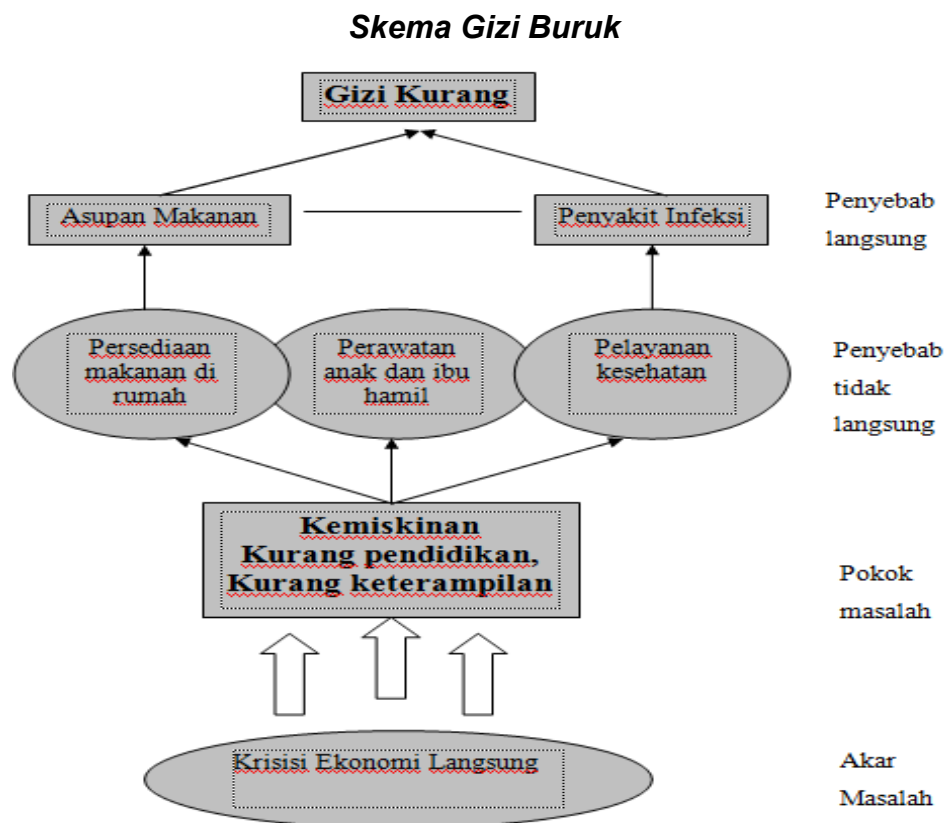 Skema Gizi Buruk
Gizi Kurang
Asupan Makanan
Penyakit Infeksi
Penyebab
langsung
Persediaan
makanan di
rumah
Perawatan
anak dan ibu
hamil
Pelayanan
kesehatan
Penyebab
tidak
langsung
Kemiskinan
Kurang pendidikan,
Kurang keterampilan
Pokok
masalah
Krisisi Ekonomi Langsung
Akar
Masalah